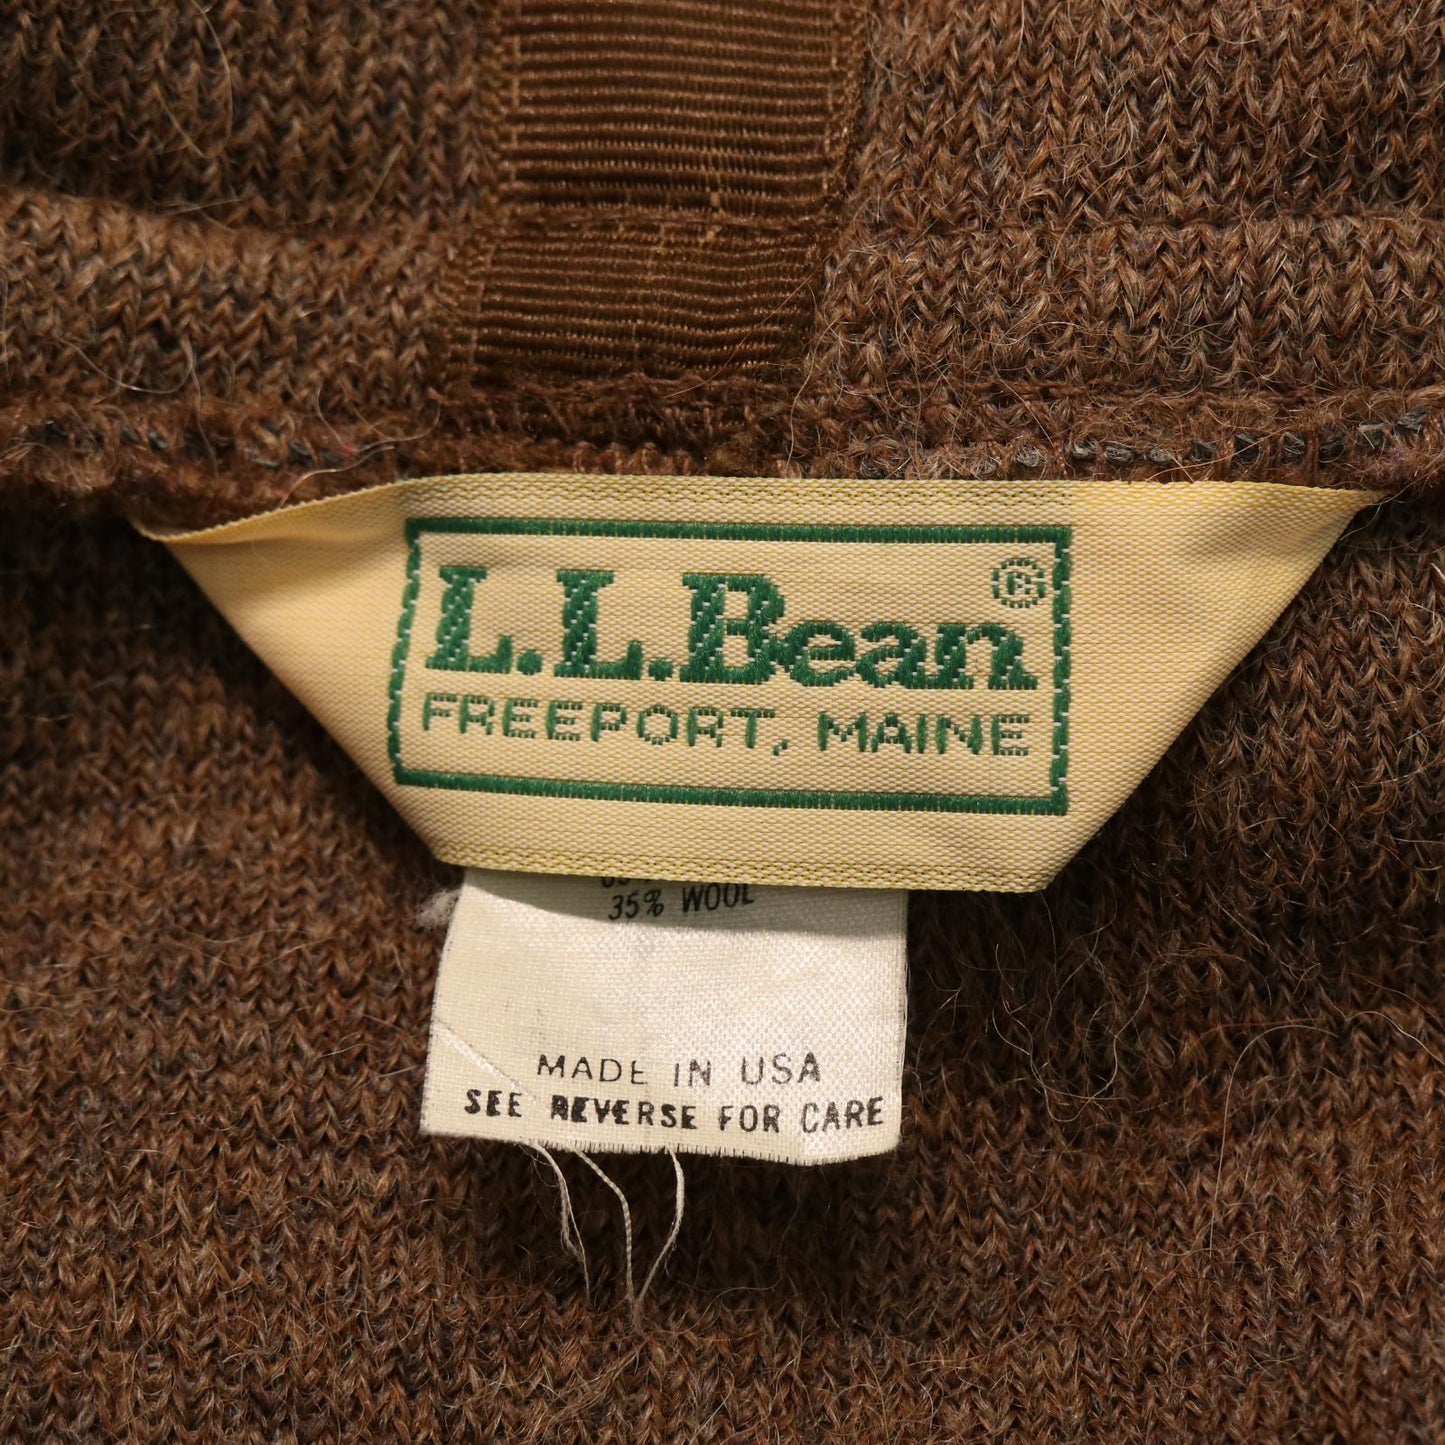 L.L.Bean®
FREEPORT, MAINE
35% WOOL
MADE IN USA
SEE REVERSE FOR CARE